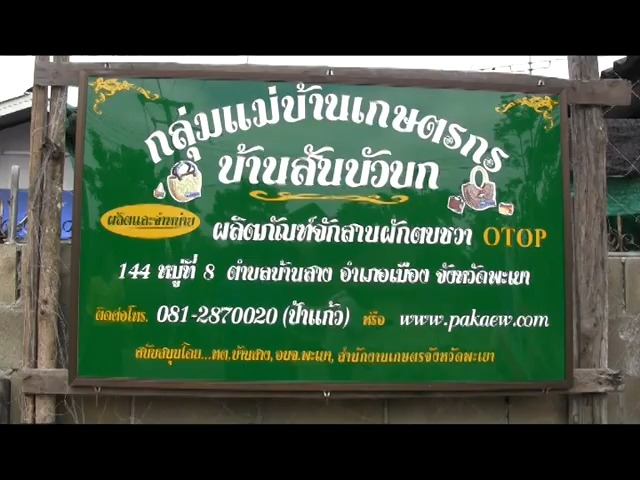 กลุ่มแม่บ้านเกษตรกร
บ้านสันบัวบก
ผลิตและจำหน่าย ผลิตภัณฑ์จักสานผักตบชวา OTOP
144 หมู่ที่ 8 ตำบลบ้านสาง อำเภอเมือง จังหวัดพะเยา
ติดต่อโทร. 081-2870020 (ป้าแก้ว) หรือ www.pakaew.com
สนับสนุนโดย...ทต.บ้านสาง, อบจ.พะเยา, สำนักงานเกษตรจังหวัดพะเยา